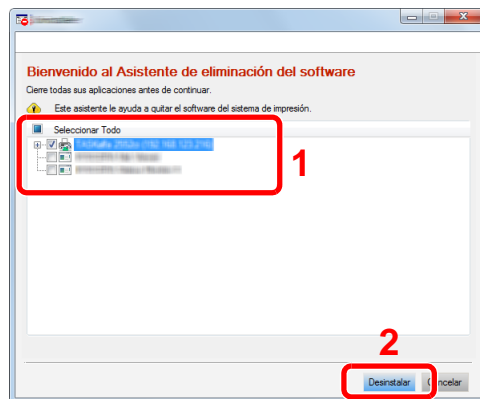 Bienvenido al Asistente de eliminación del software
Cierre todas sus aplicaciones antes de continuar.
Este asistente le ayuda a quitar el software del sistema de impresión.
Seleccionar Todo
1
2
Desinstalar